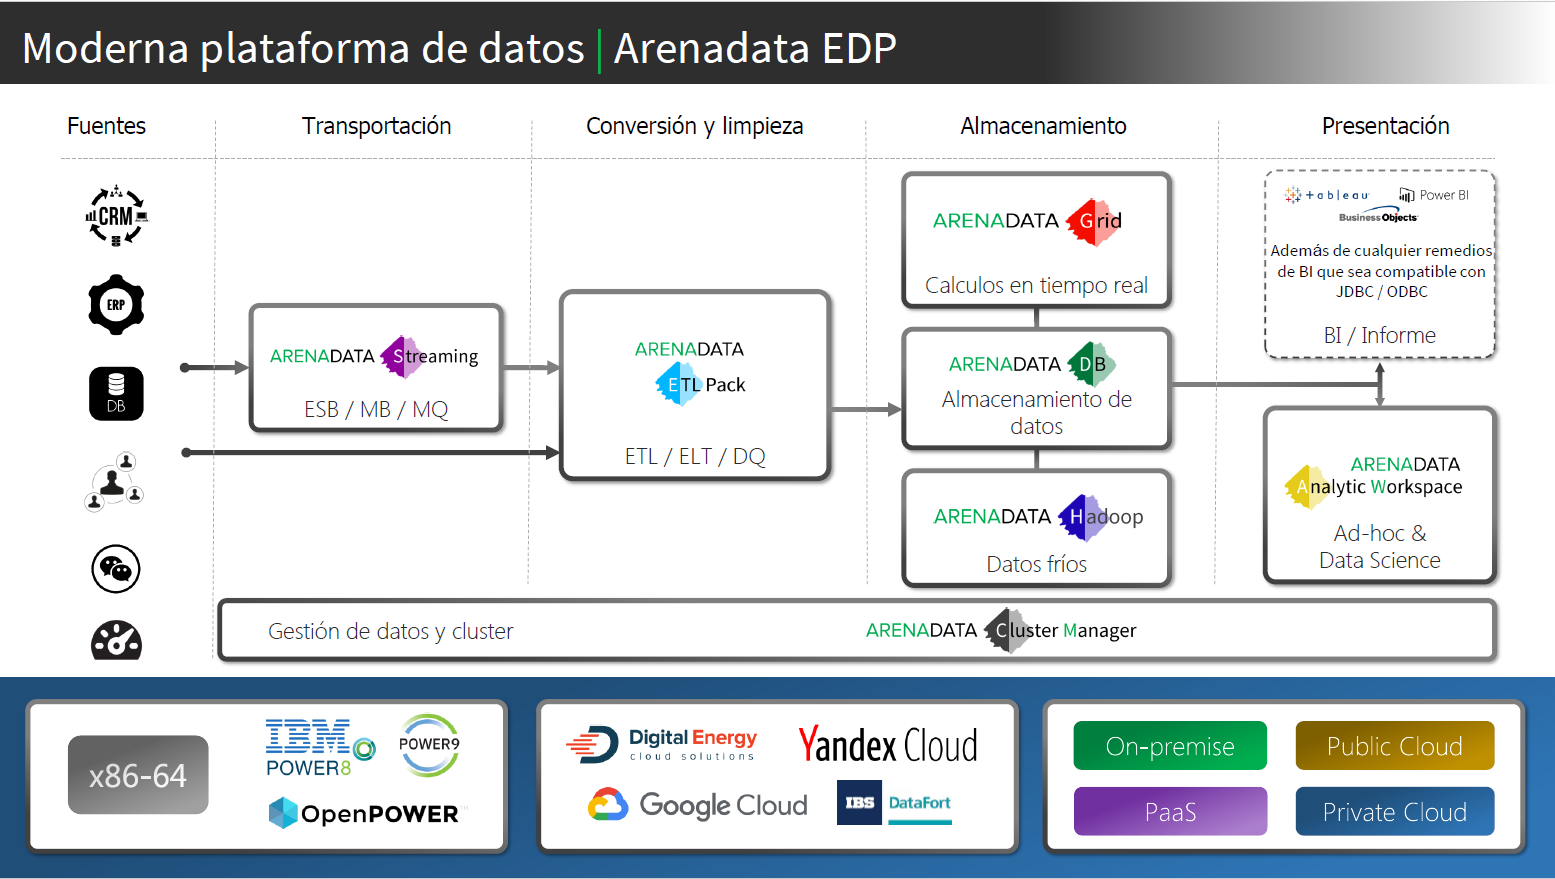 Moderna plataforma de datos | Arenadata EDP
Fuentes
Transportación
Conversión y limpieza
Almacenamiento
Presentación
CRM
ERP
DB
ARENADATA Streaming
ESB / MB / MQ
ARENADATA
ETL Pack
ETL / ELT / DQ
ARENADATA Grid
Calculos en tiempo real
ARENADATA DB
Almacenamiento de
datos
ARENADATA Hadoop
Datos fríos
+ableau
Power BI
Business Objects
Además de cualquier remedios
de BI que sea compatible con
JDBC / ODBC
BI / Informe
ARENADATA
Analytic Workspace
Ad-hoc &
Data Science
Gestión de datos y cluster
ARENADATA Cluster Manager
x86-64
IBM
POWER8
POWER9
OpenPOWER
Digital Energy
cloud solutions
Yandex Cloud
Google Cloud
IBS DataFort
On-premise
Public Cloud
PaaS
Private Cloud